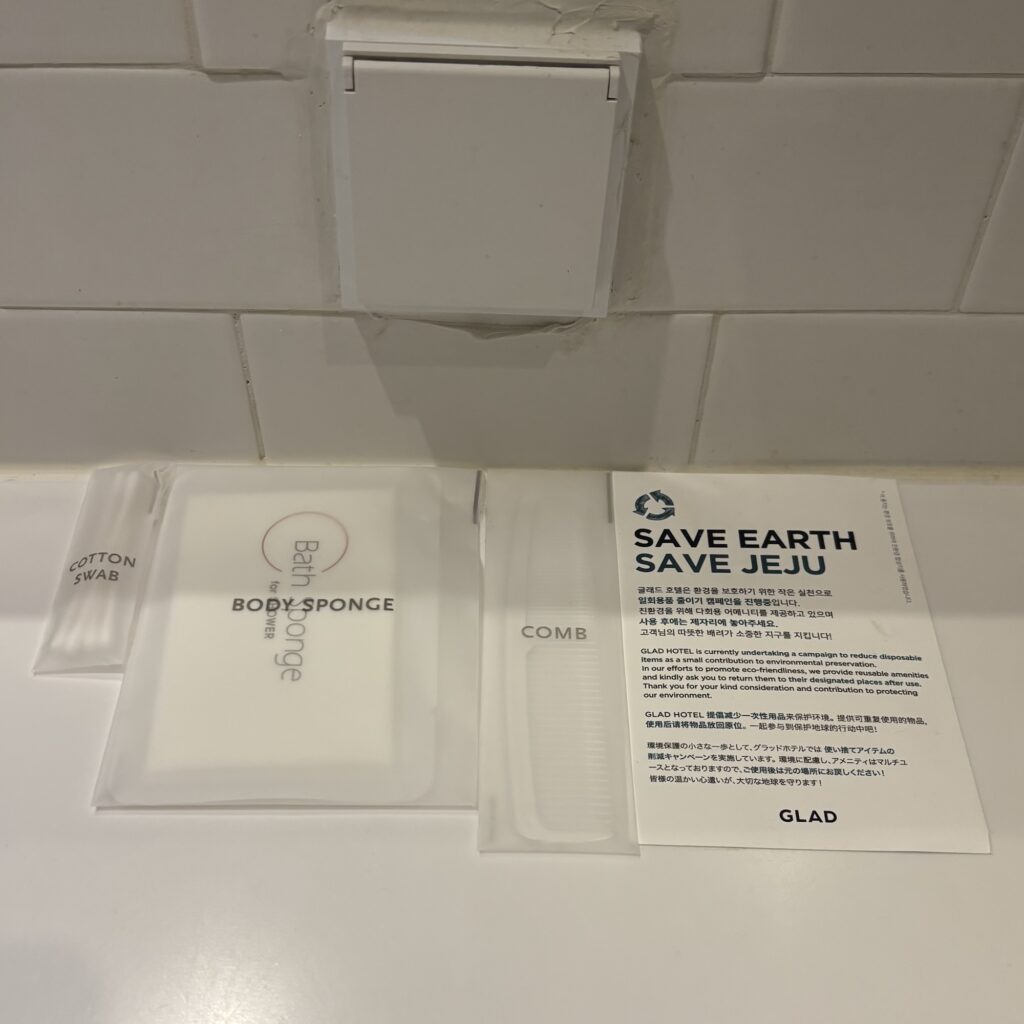 COTTON
SWAB
Bath Sponge
for SHOWER
BODY SPONGE
COMB
SAVE EARTH
SAVE JEJU
글래드 호텔은 환경을 보호하기 위한 작은 실천으로
일회용품 줄이기 캠페인을 진행중입니다.
친환경을 위해 다회용 어메니티를 제공하고 있으며
사용 후에는 제자리에 놓아주세요.
고객님의 따뜻한 배려가 소중한 지구를 지킵니다!
GLAD HOTEL is currently undertaking a campaign to reduce disposable
items as a small contribution to environmental preservation.
In our efforts to promote eco-friendliness, we provide reusable amenities
and kindly ask you to return them to their designated places after use.
Thank you for your kind consideration and contribution to protecting
our environment.
GLAD HOTEL 提倡减少一次性用品来保护环境。提供可重复使用的物品、
使用后请将物品放回原位。一起参与到保护地球的行动中吧!
環境保護の小さな一歩として、グラッドホテルでは 使い捨てアイテムの
削減キャンペーンを実施しています。環境に配慮し、アメニティはマルチユ
ースとなっておりますので、ご使用後は元の場所にお戻しください!
皆様の温かい心遣いが、大切な地球を守ります!
GLAD